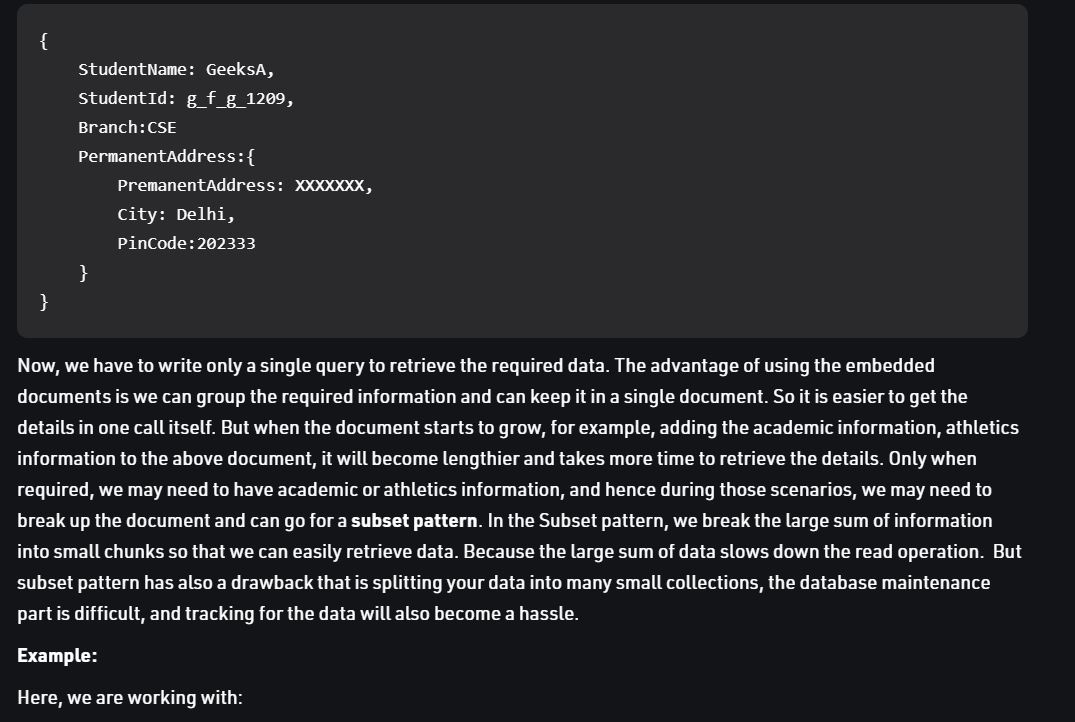 {
StudentName: GeeksA,
StudentId: g_f_g_1209,
Branch:CSE
PermanentAddress:{
PremanentAddress: XXXXXXX,
City: Delhi,
PinCode:202333
}
}
Now, we have to write only a single query to retrieve the required data. The advantage of using the embedded
documents is we can group the required information and can keep it in a single document. So it is easier to get the
details in one call itself. But when the document starts to grow, for example, adding the academic information, athletics
information to the above document, it will become lengthier and takes more time to retrieve the details. Only when
required, we may need to have academic or athletics information, and hence during those scenarios, we may need to
break up the document and can go for a subset pattern. In the Subset pattern, we break the large sum of information
into small chunks so that we can easily retrieve data. Because the large sum of data slows down the read operation.  But
subset pattern has also a drawback that is splitting your data into many small collections, the database maintenance
part is difficult, and tracking for the data will also become a hassle.
Example:
Here, we are working with: